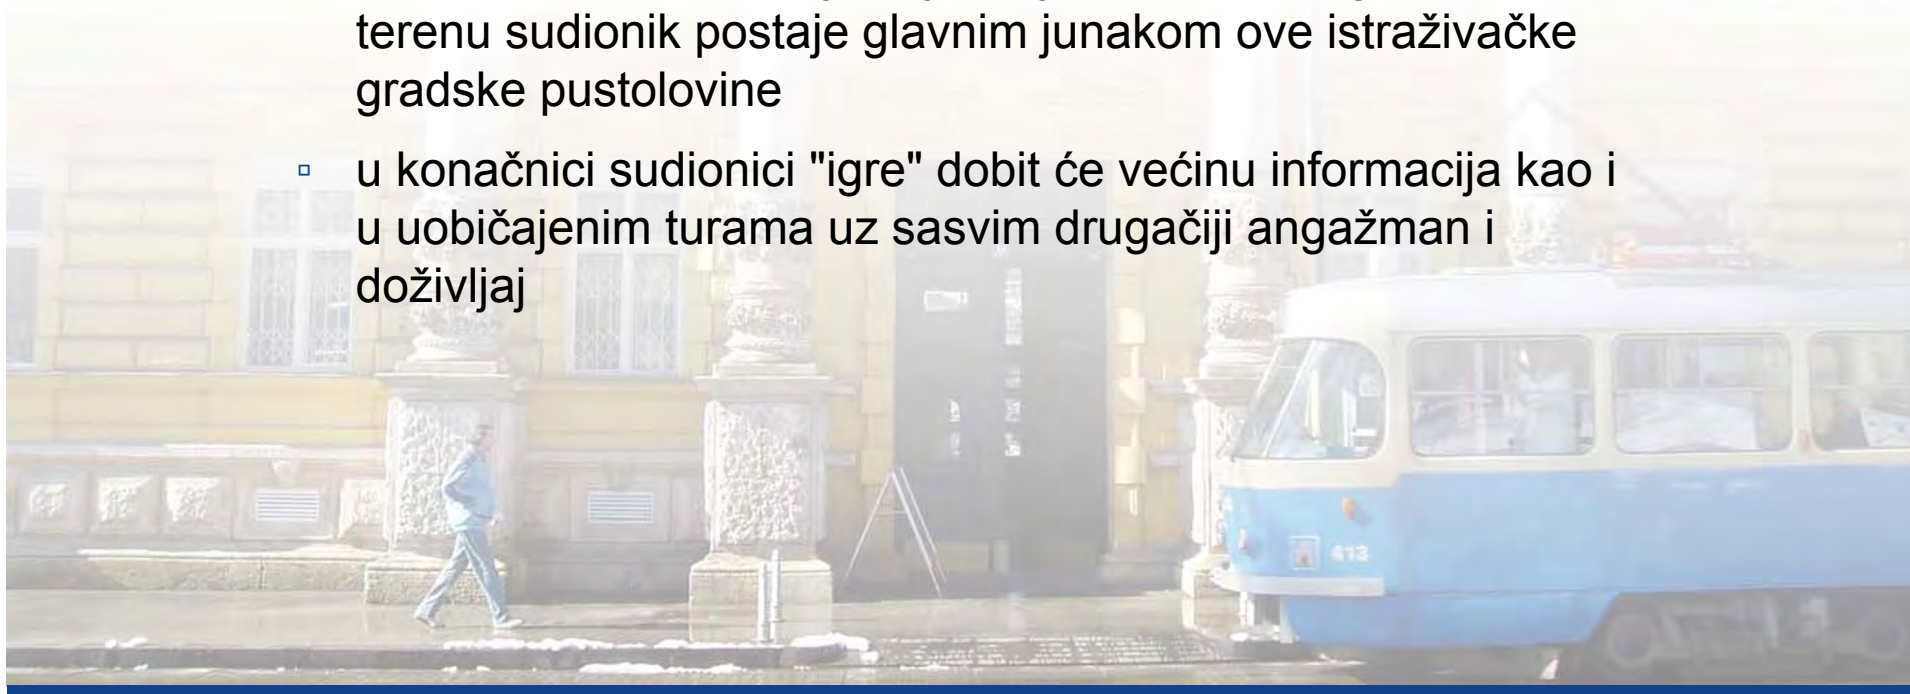 terenu sudionik postaje glavnim junakom ove istraživačke
gradske pustolovine
u konačnici sudionici "igre" dobit će većinu informacija kao i
u uobičajenim turama uz sasvim drugačiji angažman i
doživljaj
413